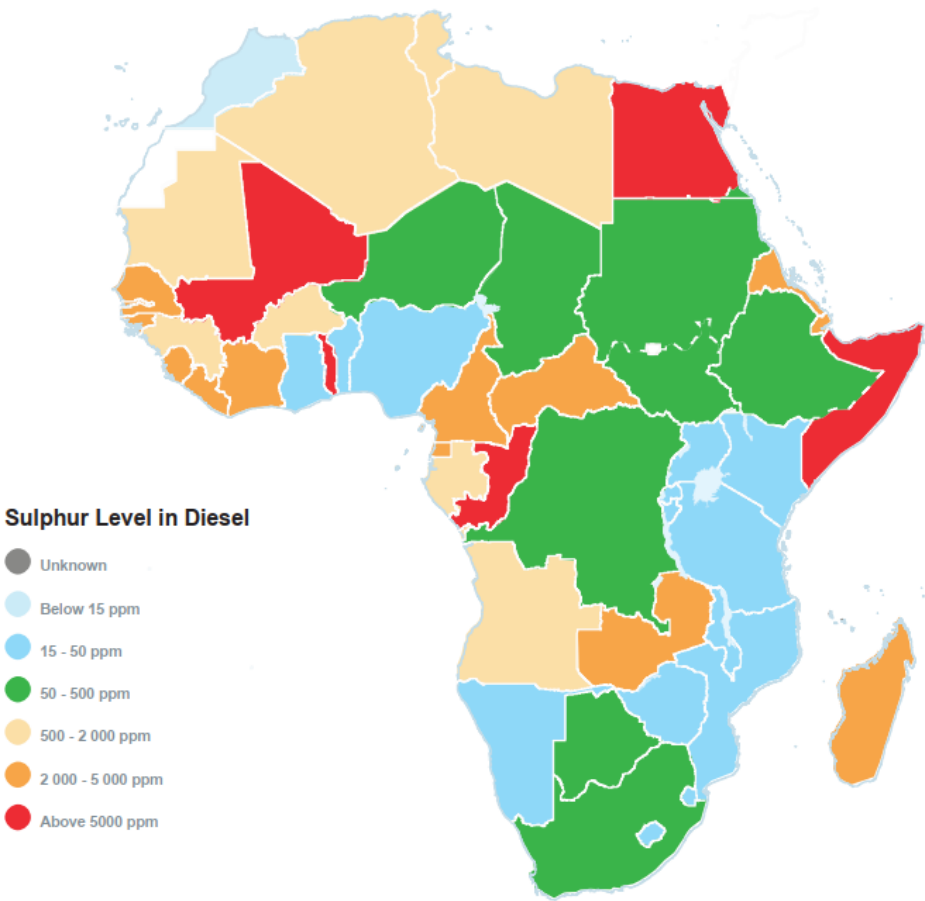 Sulphur Level in Diesel
Unknown
Below 15 ppm
15 - 50 ppm
50 - 500 ppm
500 - 2 000 ppm
2 000 - 5 000 ppm
Above 5000 ppm